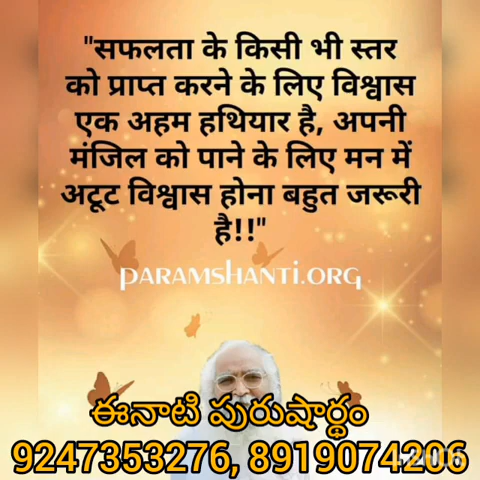 "सफलता के किसी भी स्तर
को प्राप्त करने के लिए विश्वास
एक अहम हथियार है, अपनी
मंजिल को पाने के लिए मन में
अटूट विश्वास होना बहुत जरूरी
है!!"
PARAMSHANTI.ORG
ఈనాటి పురుషార్థం
9247353276, 8919074206